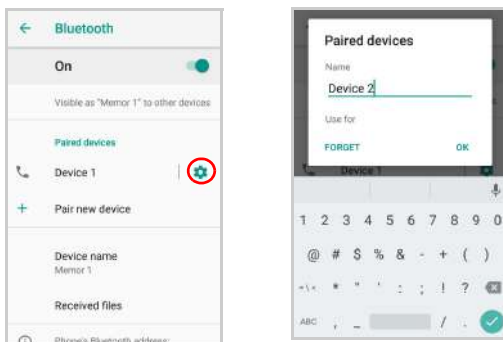 Bluetooth
On
Visible as "Memor 1" to other devices
Paired devices
Device 1
Pair new device
Device name
Memor 1
Received files
Phone's Bluetooth address:
Paired devices
Name
Device 2
Use for
FORGET
OK
Device 1
1 2 3 4 5 6 7 8 9 0
@ # $ % & - + ( )
* " ' : ; ! ?
ABC , _ / .